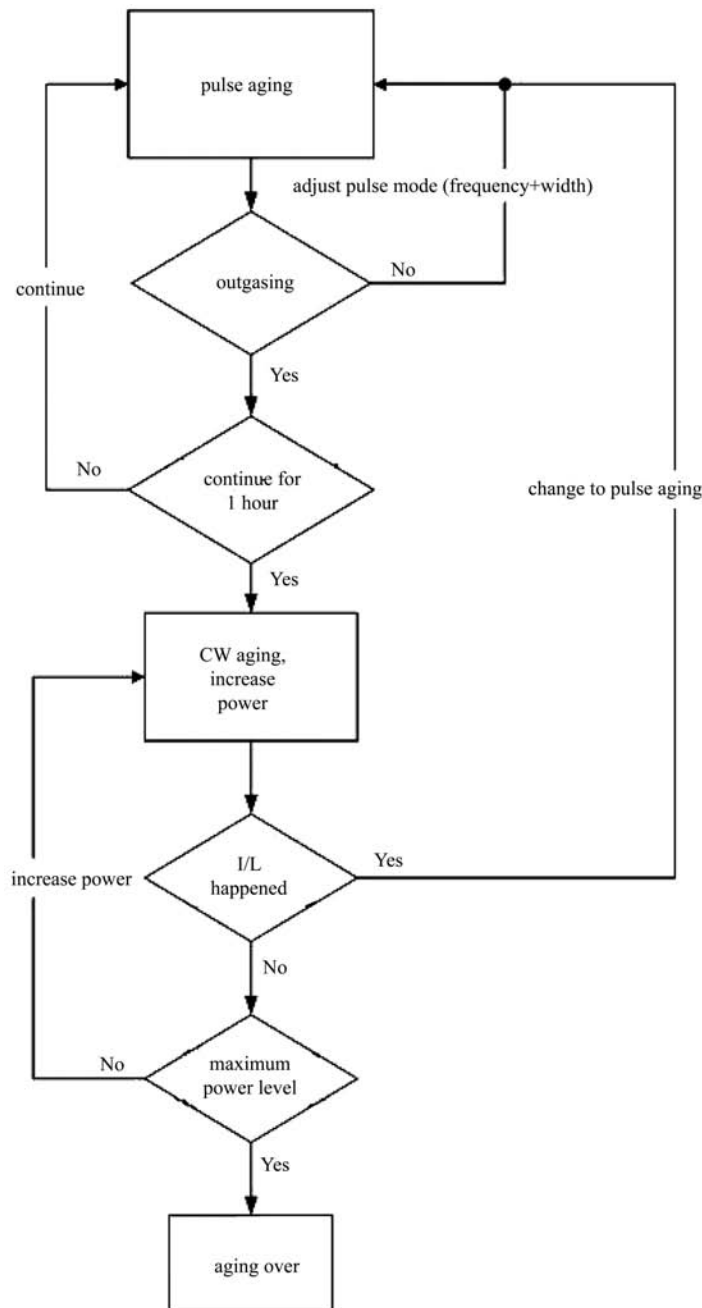 pulse aging
adjust pulse mode (frequency+width)
outgasing
No
continue
Yes
No
continue for
1 hour
change to pulse aging
Yes
CW aging,
increase
power
I/L
happened
Yes
increase power
No
No
maximum
power level
Yes
aging over